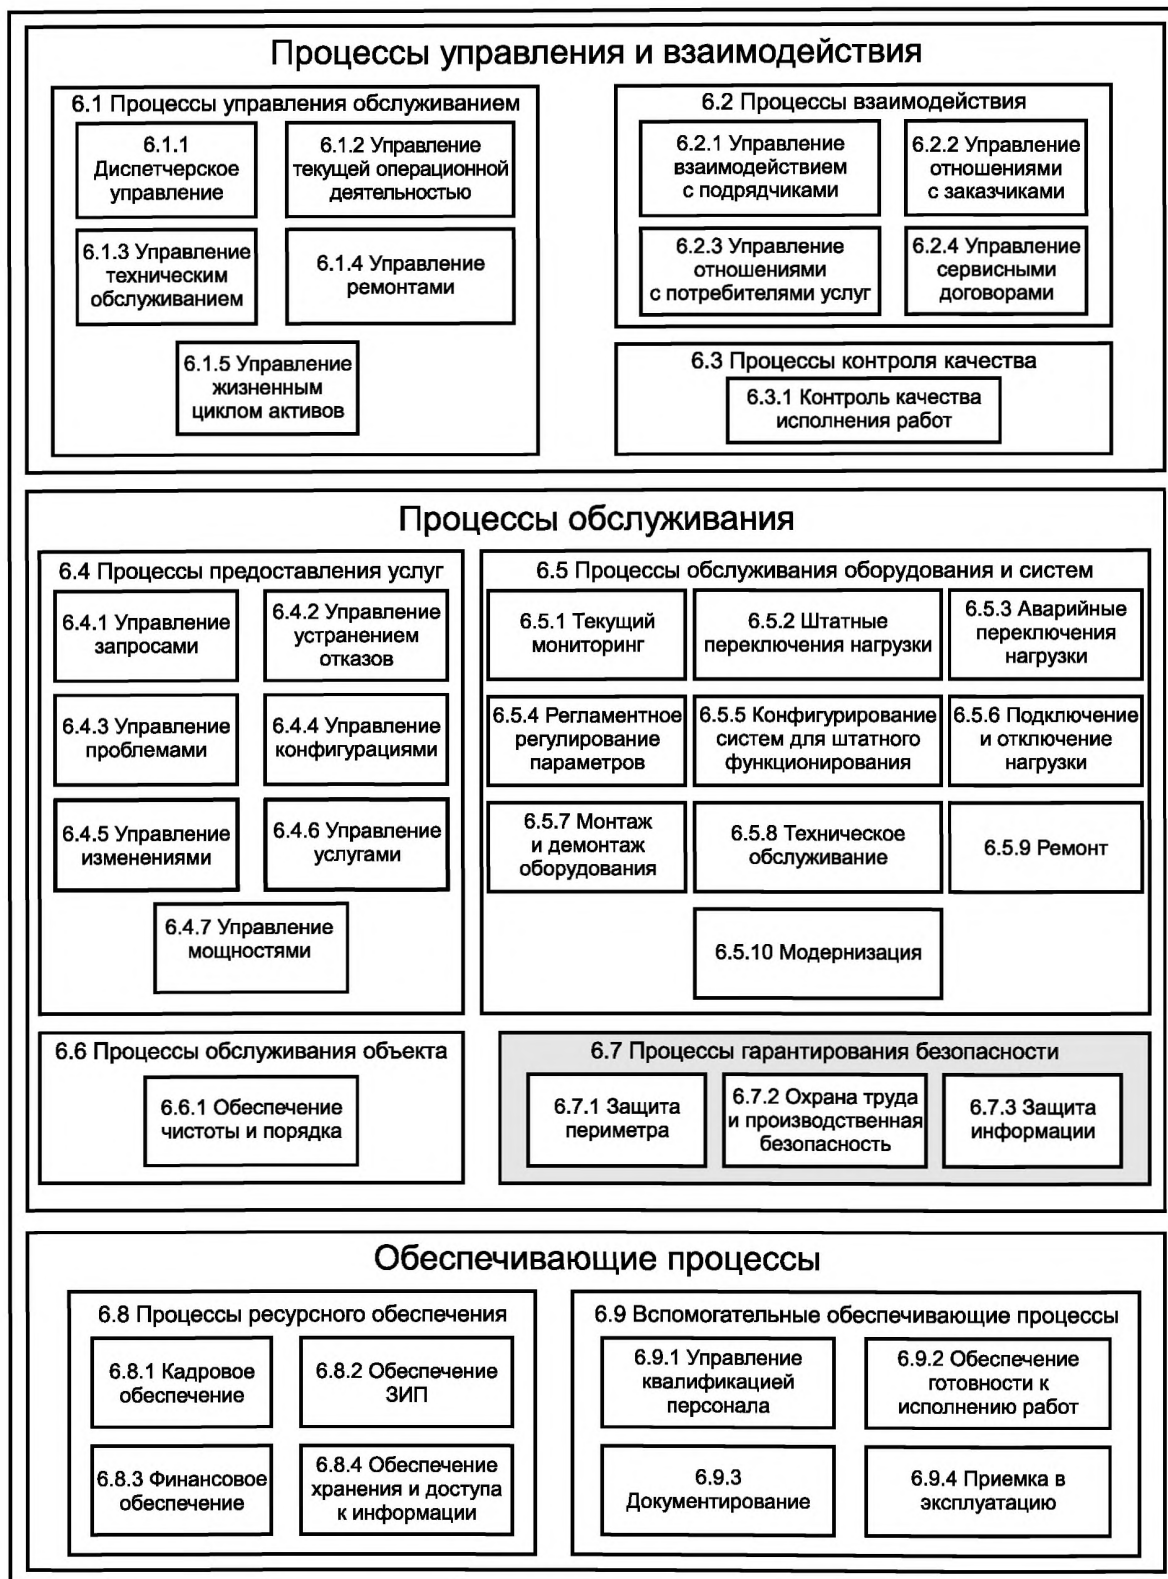 Процессы управления и взаимодействия
6.1 Процессы управления обслуживанием
6.1.1
Диспетчерское
управление
6.1.2 Управление
текущей операционной
деятельностью
6.1.3 Управление
техническим
обслуживанием
6.1.4 Управление
ремонтами
6.1.5 Управление
жизненным
циклом активов
6.2 Процессы взаимодействия
6.2.1 Управление
взаимодействием
с подрядчиками
6.2.2 Управление
отношениями
с заказчиками
6.2.3 Управление
отношениями
с потребителями услуг
6.2.4 Управление
сервисными
договорами
6.3 Процессы контроля качества
6.3.1 Контроль качества
исполнения работ
Процессы обслуживания
6.4 Процессы предоставления услуг
6.4.1 Управление
запросами
6.4.2 Управление
устранением
отказов
6.4.3 Управление
проблемами
6.4.4 Управление
конфигурациями
6.4.5 Управление
изменениями
6.4.6 Управление
услугами
6.4.7 Управление
мощностями
6.5 Процессы обслуживания оборудования и систем
6.5.1 Текущий
мониторинг
6.5.2 Штатные
переключения нагрузки
6.5.3 Аварийные
переключения
нагрузки
6.5.4 Регламентное
регулирование
параметров
6.5.5 Конфигурирование
систем для штатного
функционирования
6.5.6 Подключение
и отключение
нагрузки
6.5.7 Монтаж
и демонтаж
оборудования
6.5.8 Техническое
обслуживание
6.5.9 Ремонт
6.5.10 Модернизация
6.6 Процессы обслуживания объекта
6.6.1 Обеспечение
чистоты и порядка
6.7 Процессы гарантирования безопасности
6.7.1 Защита
периметра
6.7.2 Охрана труда
и производственная
безопасность
6.7.3 Защита
информации
Обеспечивающие процессы
6.8 Процессы ресурсного обеспечения
6.8.1 Кадровое
обеспечение
6.8.2 Обеспечение
ЗИП
6.8.3 Финансовое
обеспечение
6.8.4 Обеспечение
хранения и доступа
к информации
6.9 Вспомогательные обеспечивающие процессы
6.9.1 Управление
квалификацией
персонала
6.9.2 Обеспечение
готовности к
исполнению работ
6.9.3
Документирование
6.9.4 Приемка в
эксплуатацию